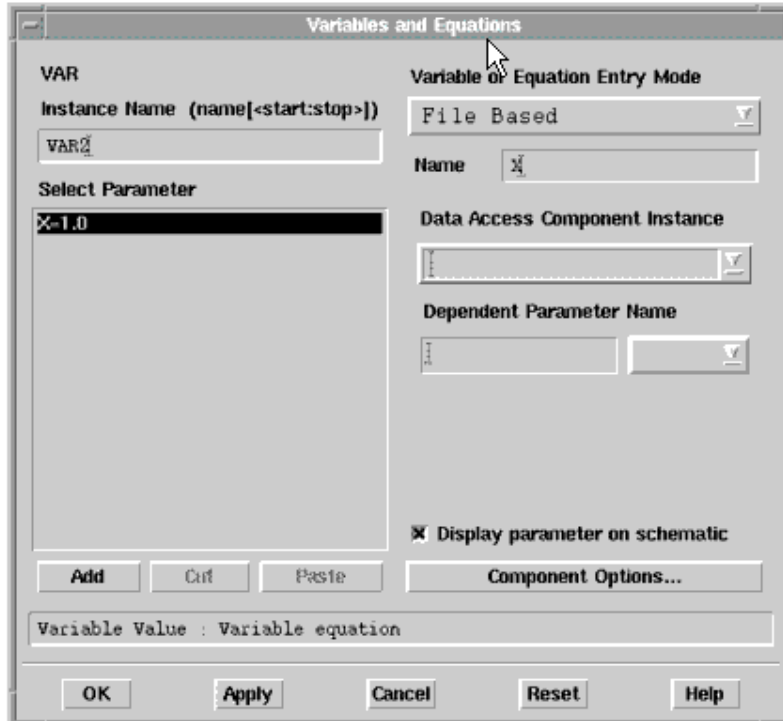 Variables and Equations
VAR
Instance Name (name[<start:stop>])
VAR2
Select Parameter
X=1.0
Add
Cut
Paste
Variable or Equation Entry Mode
File Based
Name
X
Data Access Component Instance
Dependent Parameter Name
Display parameter on schematic
Component Options...
Variable Value : Variable equation
OK
Apply
Cancel
Reset
Help